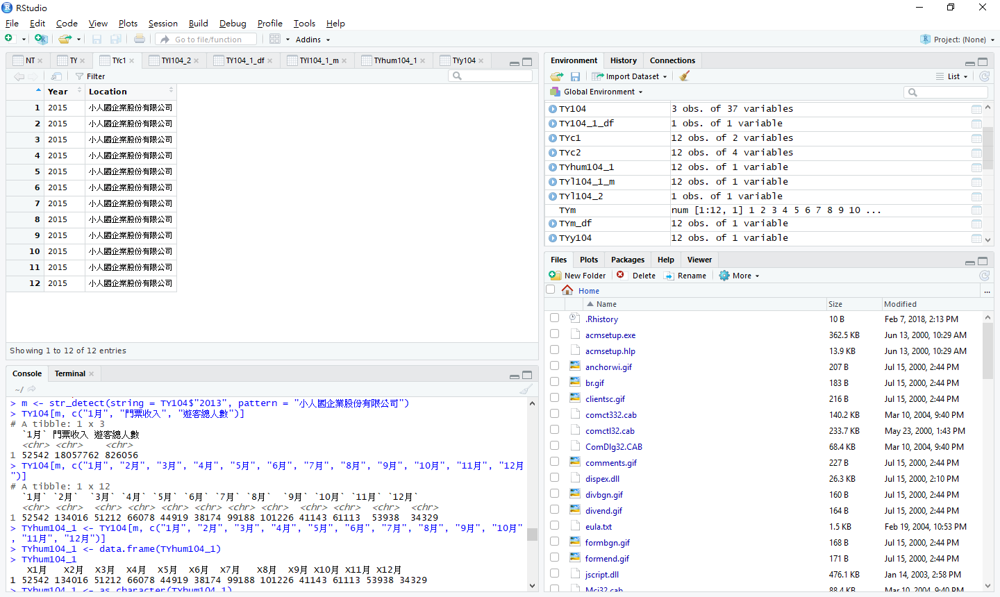 RStudio
File Edit Code View Plots Session Build Debug Profile Tools Help
Go to file/function Addins Project: (None)
NT TY TYc1 TYl104_2 TY104_1_df TYl104_1_m TYhum104_1 TYy104
Filter
Year Location
1 2015 小人國企業股份有限公司
2 2015 小人國企業股份有限公司
3 2015 小人國企業股份有限公司
4 2015 小人國企業股份有限公司
5 2015 小人國企業股份有限公司
6 2015 小人國企業股份有限公司
7 2015 小人國企業股份有限公司
8 2015 小人國企業股份有限公司
9 2015 小人國企業股份有限公司
10 2015 小人國企業股份有限公司
11 2015 小人國企業股份有限公司
12 2015 小人國企業股份有限公司
Showing 1 to 12 of 12 entries
Console Terminal
~/
> m <- str_detect(string = TY104$"2013", pattern = "小人國企業股份有限公司")
> TY104[m, c("1月", "門票收入", "遊客總人數")]
# A tibble: 1 x 3
`1月` 門票收入 遊客總人數
<chr> <chr> <chr>
1 52542 18057762 826056
> TY104[m, c("1月", "2月", "3月", "4月", "5月", "6月", "7月", "8月", "9月", "10月", "11月", "12月
")]
# A tibble: 1 x 12
`1月` `2月` `3月` `4月` `5月` `6月` `7月` `8月` `9月` `10月` `11月` `12月`
<chr> <chr> <chr> <chr> <chr> <chr> <chr> <chr> <chr> <chr> <chr> <chr>
1 52542 134016 51212 66078 44919 38174 99188 101226 41143 61113 53938 34329
> TYhum104_1 <- TY104[m, c("1月", "2月", "3月", "4月", "5月", "6月", "7月", "8月", "9月", "10月"
, "11月", "12月")]
> TYhum104_1 <- data.frame(TYhum104_1)
> TYhum104_1
X1月 X2月 X3月 X4月 X5月 X6月 X7月 X8月 X9月 X10月 X11月 X12月
1 52542 134016 51212 66078 44919 38174 99188 101226 41143 61113 53938 34329
> TYhum104_1 <- as.character(TYhum104_1)
Environment History Connections
Import Dataset List
Global Environment
TY104 3 obs. of 37 variables
TY104_1_df 1 obs. of 1 variable
TYc1 12 obs. of 2 variables
TYc2 12 obs. of 4 variables
TYhum104_1 12 obs. of 1 variable
TYl104_1_m 12 obs. of 1 variable
TYl104_2 1 obs. of 1 variable
TYm num [1:12, 1] 1 2 3 4 5 6 7 8 9 10 ...
TYm_df 12 obs. of 1 variable
TYy104 12 obs. of 1 variable
Files Plots Packages Help Viewer
New Folder Delete Rename More
Home ...
Name Size Modified
.Rhistory 10 B Feb 7, 2018, 2:13 PM
acmsetup.exe 362.5 KB Jun 13, 2000, 10:29 AM
acmsetup.hlp 13.9 KB Jun 13, 2000, 10:29 AM
anchorwi.gif 207 B Jul 15, 2000, 2:44 PM
br.gif 183 B Jul 15, 2000, 2:44 PM
clientsc.gif 216 B Jul 15, 2000, 2:44 PM
comct332.cab 140.2 KB Mar 10, 2004, 9:40 PM
comctl32.cab 233.7 KB May 23, 2000, 1:43 PM
ComDlg32.CAB 68.4 KB Mar 10, 2004, 9:40 PM
comments.gif 227 B Jul 15, 2000, 2:44 PM
dispex.dll 26.3 KB Jul 15, 2000, 2:10 PM
divbgn.gif 160 B Jul 15, 2000, 2:44 PM
divend.gif 164 B Jul 15, 2000, 2:44 PM
eula.txt 1.5 KB Feb 19, 2004, 10:53 PM
formbgn.gif 168 B Jul 15, 2000, 2:44 PM
formend.gif 171 B Jul 15, 2000, 2:44 PM
jscript.dll 476.1 KB Jan 14, 2003, 2:58 PM
Mci32.cab 88.4 KB Mar 10, 2004, 9:40 PM